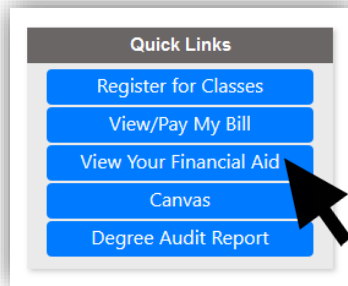 Quick Links
Register for Classes
View/Pay My Bill
View Your Financial Aid
Canvas
Degree Audit Report